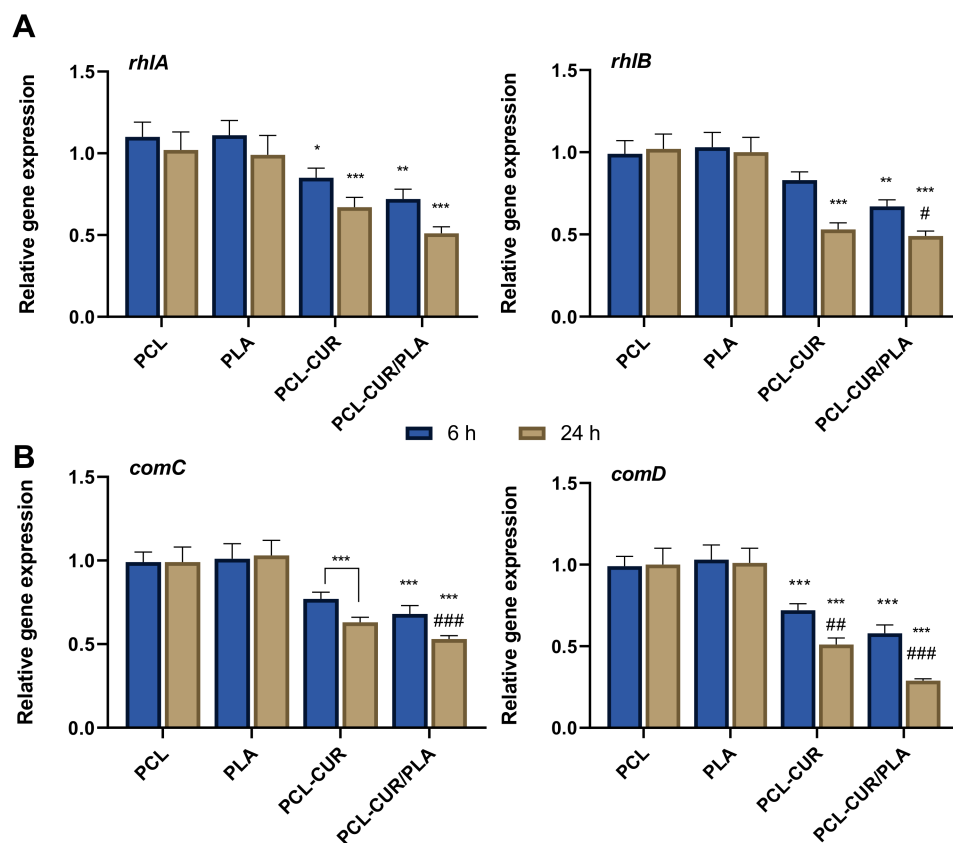 A
rhlA
Relative gene expression
1.5
1.0
0.5
0.0
*
***
**
***
PCL
PLA
PCL-CUR
PCL-CUR/PLA
rhlB
Relative gene expression
1.5
1.0
0.5
0.0
***
**
***
#
PCL
PLA
PCL-CUR
PCL-CUR/PLA
6 h
24 h
B
comC
Relative gene expression
1.5
1.0
0.5
0.0
***
***
***
###
PCL
PLA
PCL-CUR
PCL-CUR/PLA
comD
Relative gene expression
1.5
1.0
0.5
0.0
***
***
##
***
***
###
PCL
PLA
PCL-CUR
PCL-CUR/PLA